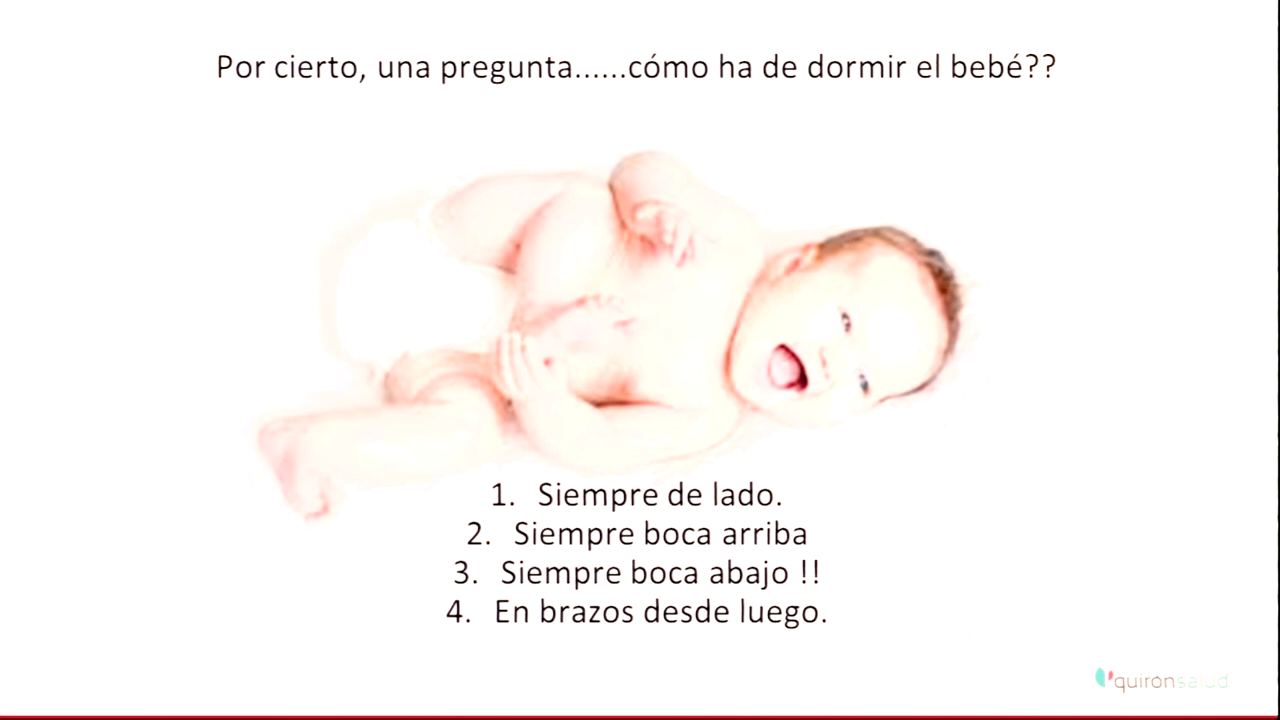 Por cierto, una pregunta......cómo ha de dormir el bebé??
1. Siempre de lado.
2. Siempre boca arriba
3. Siempre boca abajo !!
4. En brazos desde luego.
quirónsalud